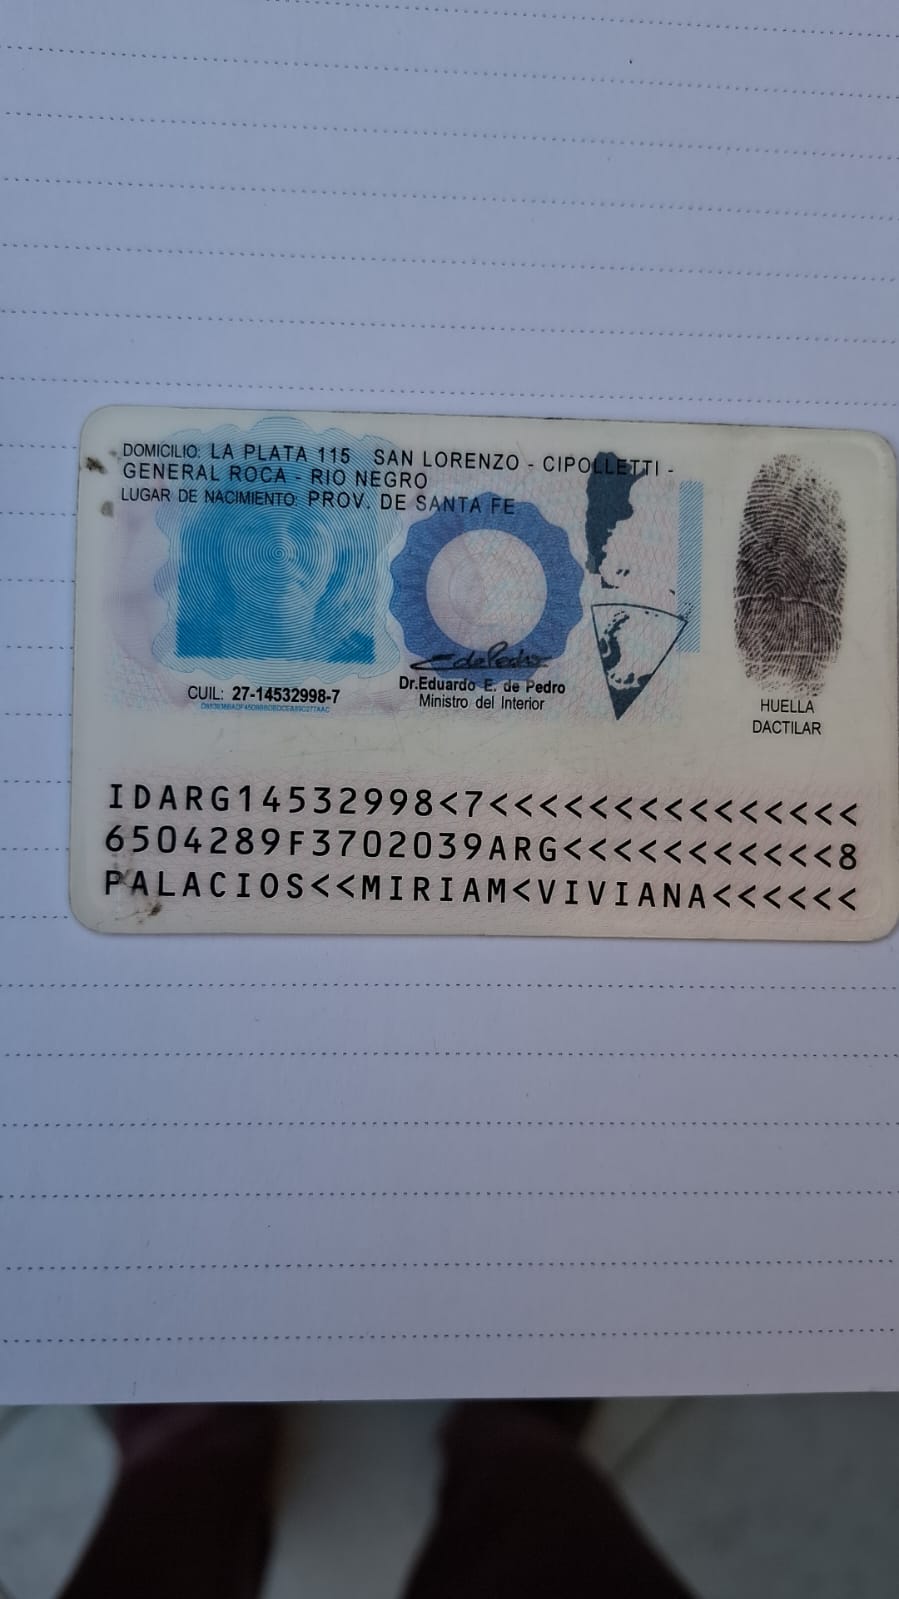 DOMICILIO: LA PLATA 115 SAN LORENZO - CIPOLLETTI -
GENERAL ROCA - RIO NEGRO
LUGAR DE NACIMIENTO: PROV. DE SANTA FE
CUIL: 27-14532998-7
Dr.Eduardo E. de Pedro
Ministro del Interior
HUELLA
DACTILAR
IDARG14532998<7<<<<<<<<<<<<<<<
6504289F3702039ARG<<<<<<<<<<<8
PALACIOS<<MIRIAM<VIVIANA<<<<<<